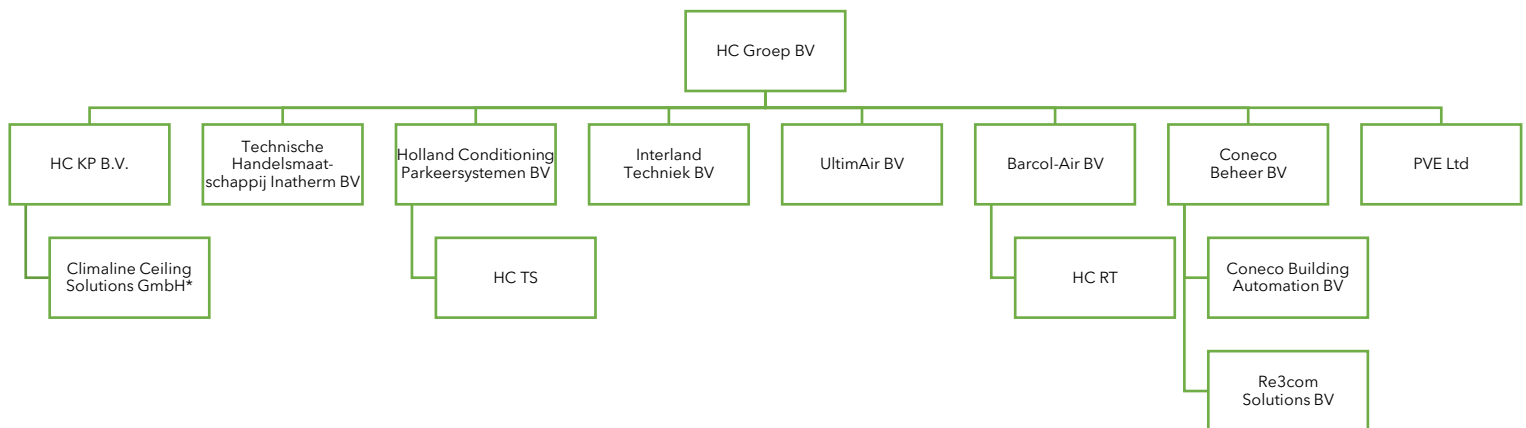 HC Groep BV
HC KP B.V.
Technische
Handelsmaat-
schappij Inatherm BV
Holland Conditioning
Parkeersystemen BV
Interland
Techniek BV
UltimAir BV
Barcol-Air BV
Coneco
Beheer BV
PVE Ltd
Climaline Ceiling
Solutions GmbH*
HC TS
HC RT
Coneco Building
Automation BV
Re3com
Solutions BV